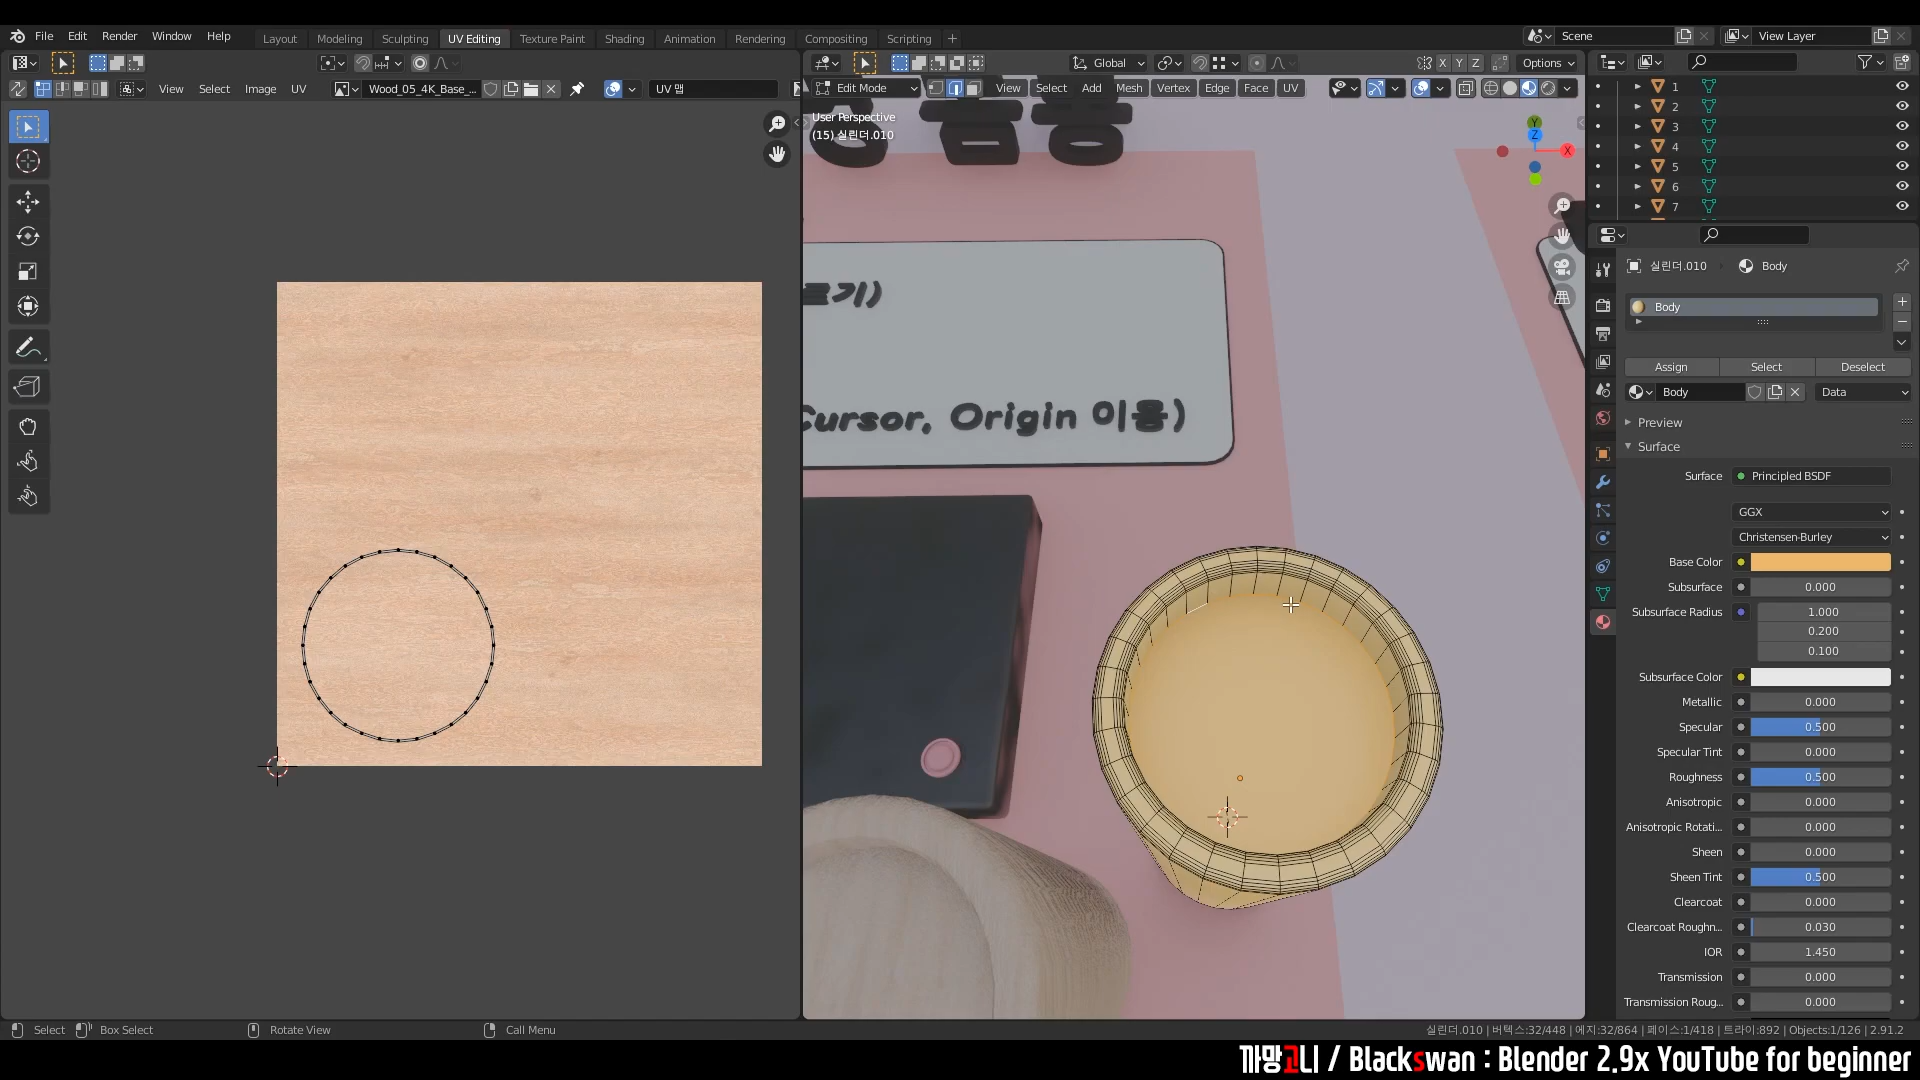 File Edit Render Window Help Layout Modeling Sculpting UV Editing Texture Paint Shading Animation Rendering Compositing Scripting + Scene View Layer
Global X Y Z Options
View Select Image UV Wood_05_4K_Base_... UV 맵 Edit Mode View Select Add Mesh Vertex Edge Face UV
User Perspective
(15) 실린더.010
Y
Z
X
1
2
3
4
5
6
7
Cursor, Origin 이동)
실린더.010 Body
Body
Assign Select Deselect
Body Data
Preview
Surface
Surface Principled BSDF
GGX
Christensen-Burley
Base Color
Subsurface 0.000
Subsurface Radius 1.000
0.200
0.100
Subsurface Color
Metallic 0.000
Specular 0.500
Specular Tint 0.000
Roughness 0.500
Anisotropic 0.000
Anisotropic Rotati... 0.000
Sheen 0.000
Sheen Tint 0.500
Clearcoat 0.000
Clearcoat Roughn... 0.030
IOR 1.450
Transmission 0.000
Transmission Roug... 0.000
Select Box Select Rotate View Call Menu 실린더.010 | 버텍스:32/448 | 에지:32/864 | 페이스:1/418 | 트라이:892 | Objects:1/126 | 2.91.2
까망고니 / Blackswan : Blender 2.9x YouTube for beginner